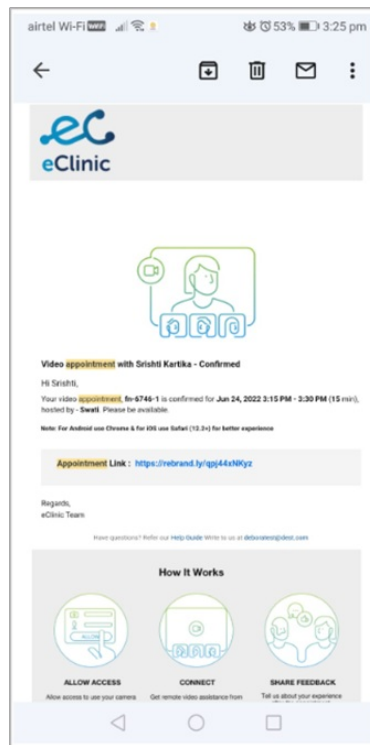 airtel Wi-Fi 53% 3:25 pm
eC
eClinic
Video appointment with Srishti Kartika - Confirmed
Hi Srishti,
Your video appointment, fn-6746-1 is confirmed for Jun 24, 2022 3:15 PM - 3:30 PM (15 min),
hosted by - Swati. Please be available.
Note: For Android use Chrome & for iOS use Safari (12.2+) for better experience
Appointment Link : https://rebrand.ly/qpj44xNKyz
Regards,
eClinic Team
Have questions? Refer our Help Guide Write to us at
How It Works
ALLOW
ALLOW ACCESS CONNECT SHARE FEEDBACK
Allow access to use your camera Get remote video assistance from Tell us about your experience